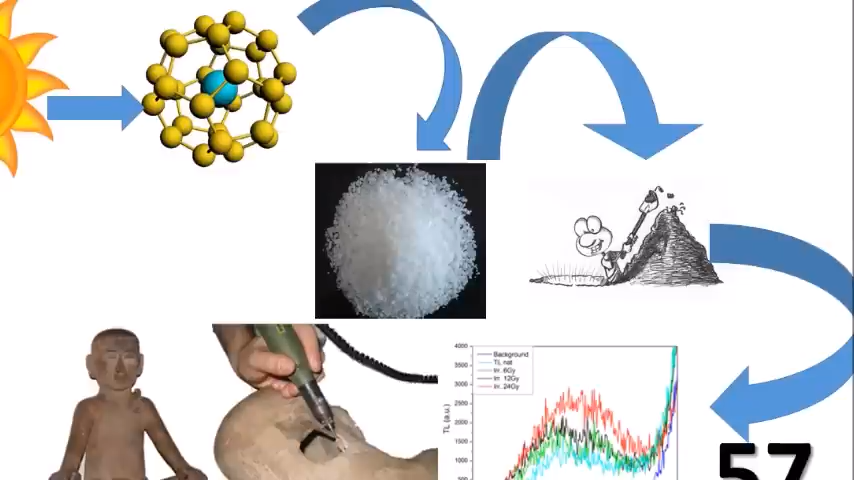 4000
3500
3000
2500
2000
1500
1000
TL (a.u.)
Background
TL nat
Irr. 6Gy
Irr. 12Gy
Irr. 24Gy
57